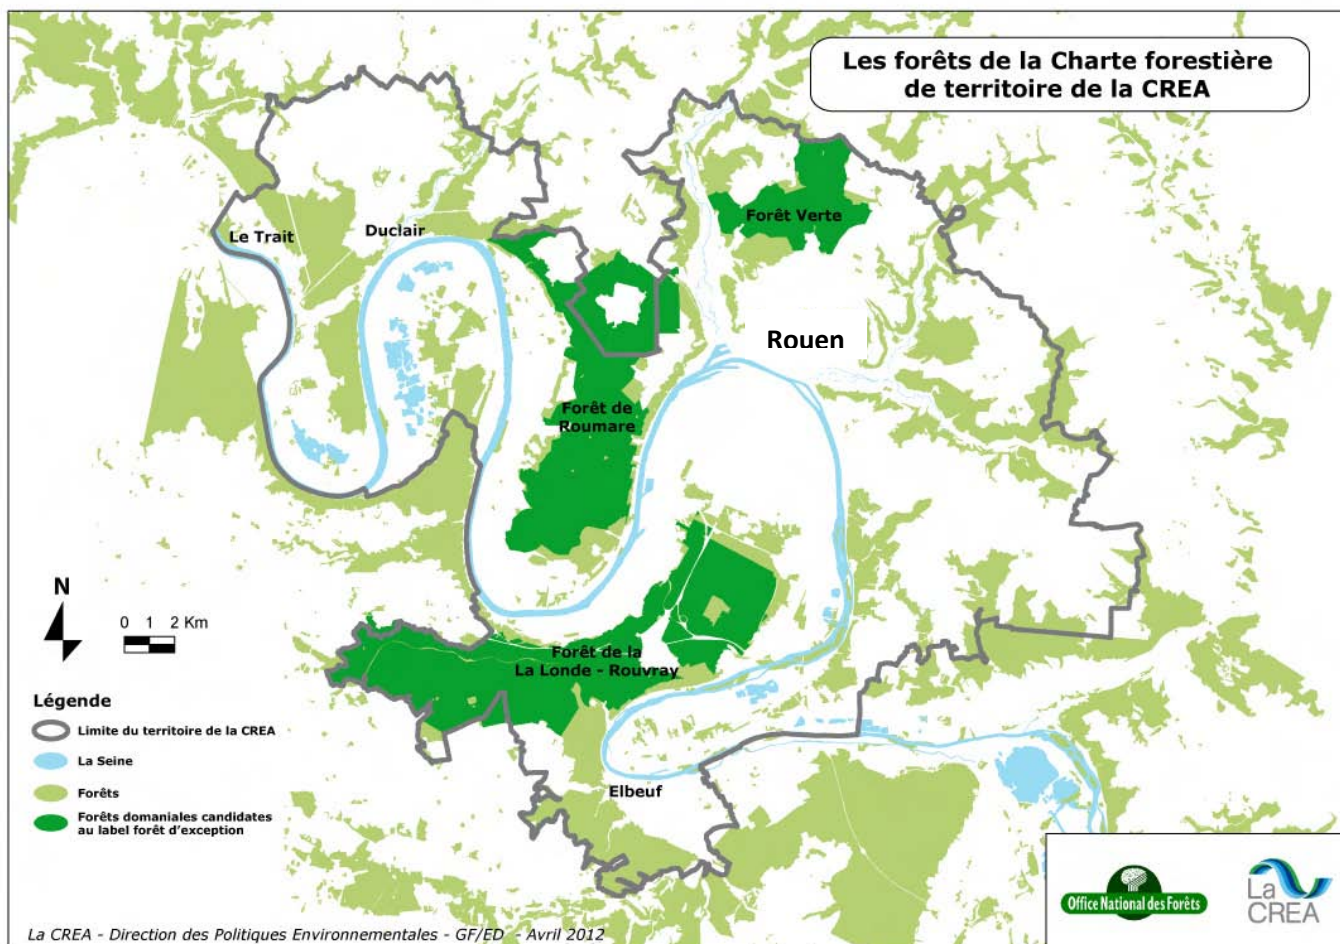 Les forêts de la Charte forestière
de territoire de la CREA
Forêt Verte
Le Trait
Duclair
Rouen
Forêt de
Roumare
N
0 1 2 Km
Forêt de la
La Londe - Rouvray
Légende
Limite du territoire de la CREA
La Seine
Forêts
Forêts domaniales candidates
au label forêt d'exception
Elbeuf
Office National des Forêts
La
CREA
La CREA - Direction des Politiques Environnementales - GF/ED - Avril 2012